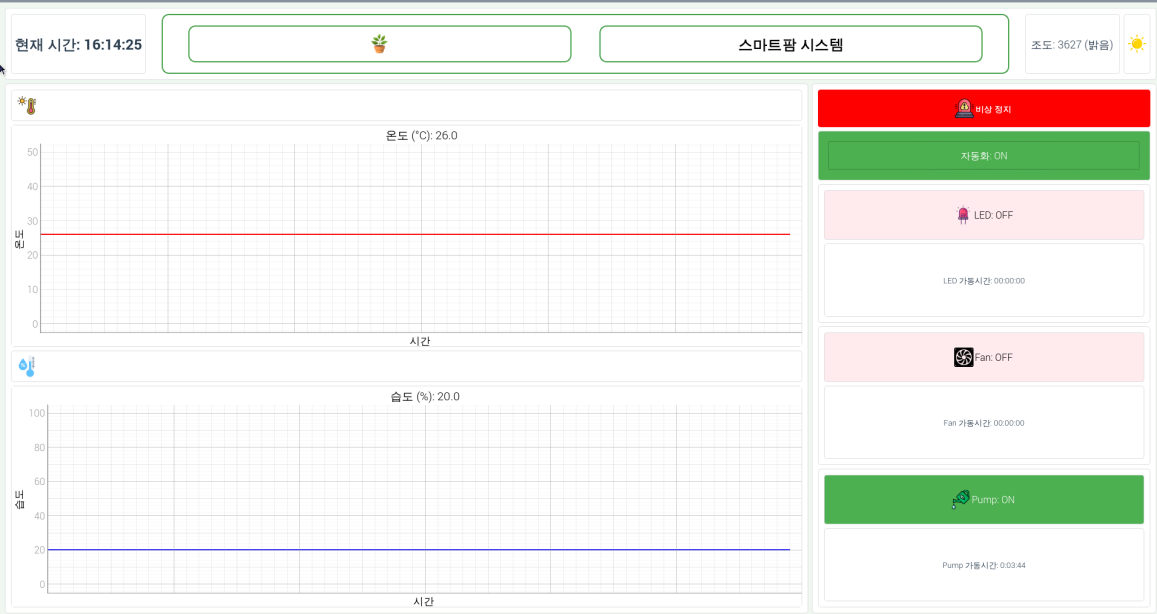 현재 시간: 16:14:25
스마트팜 시스템
조도: 3627 (밝음)
온도 (°C): 26.0
50
40
30
20
10
0
온도
시간
습도 (%): 20.0
100
80
60
40
20
0
습도
시간
비상 정지
자동화: ON
LED: OFF
LED 가동시간: 00:00:00
Fan: OFF
Fan 가동시간: 00:00:00
Pump: ON
Pump 가동시간: 0:03:44